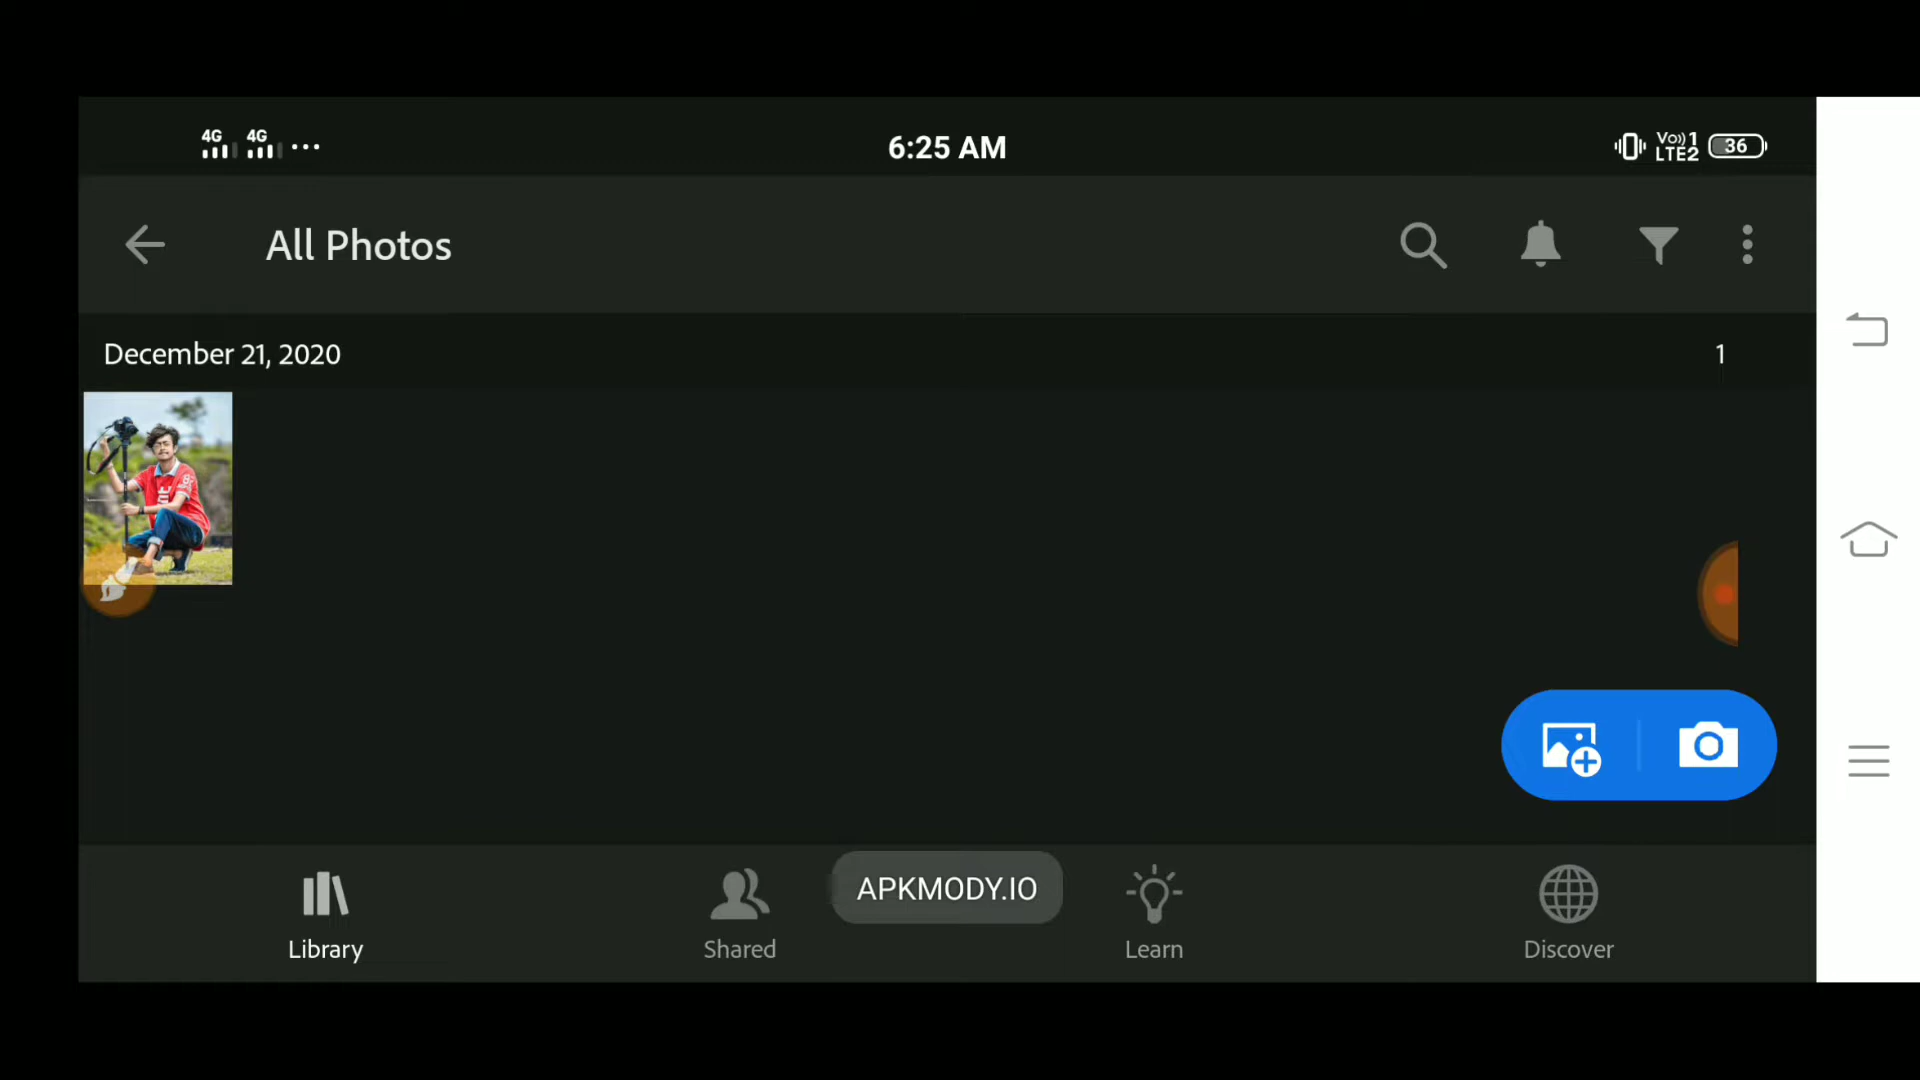 4G 4G 6:25 AM Vo))1 LTE2 36
All Photos
December 21, 2020 1
APKMODY.IO
Library Shared Learn Discover